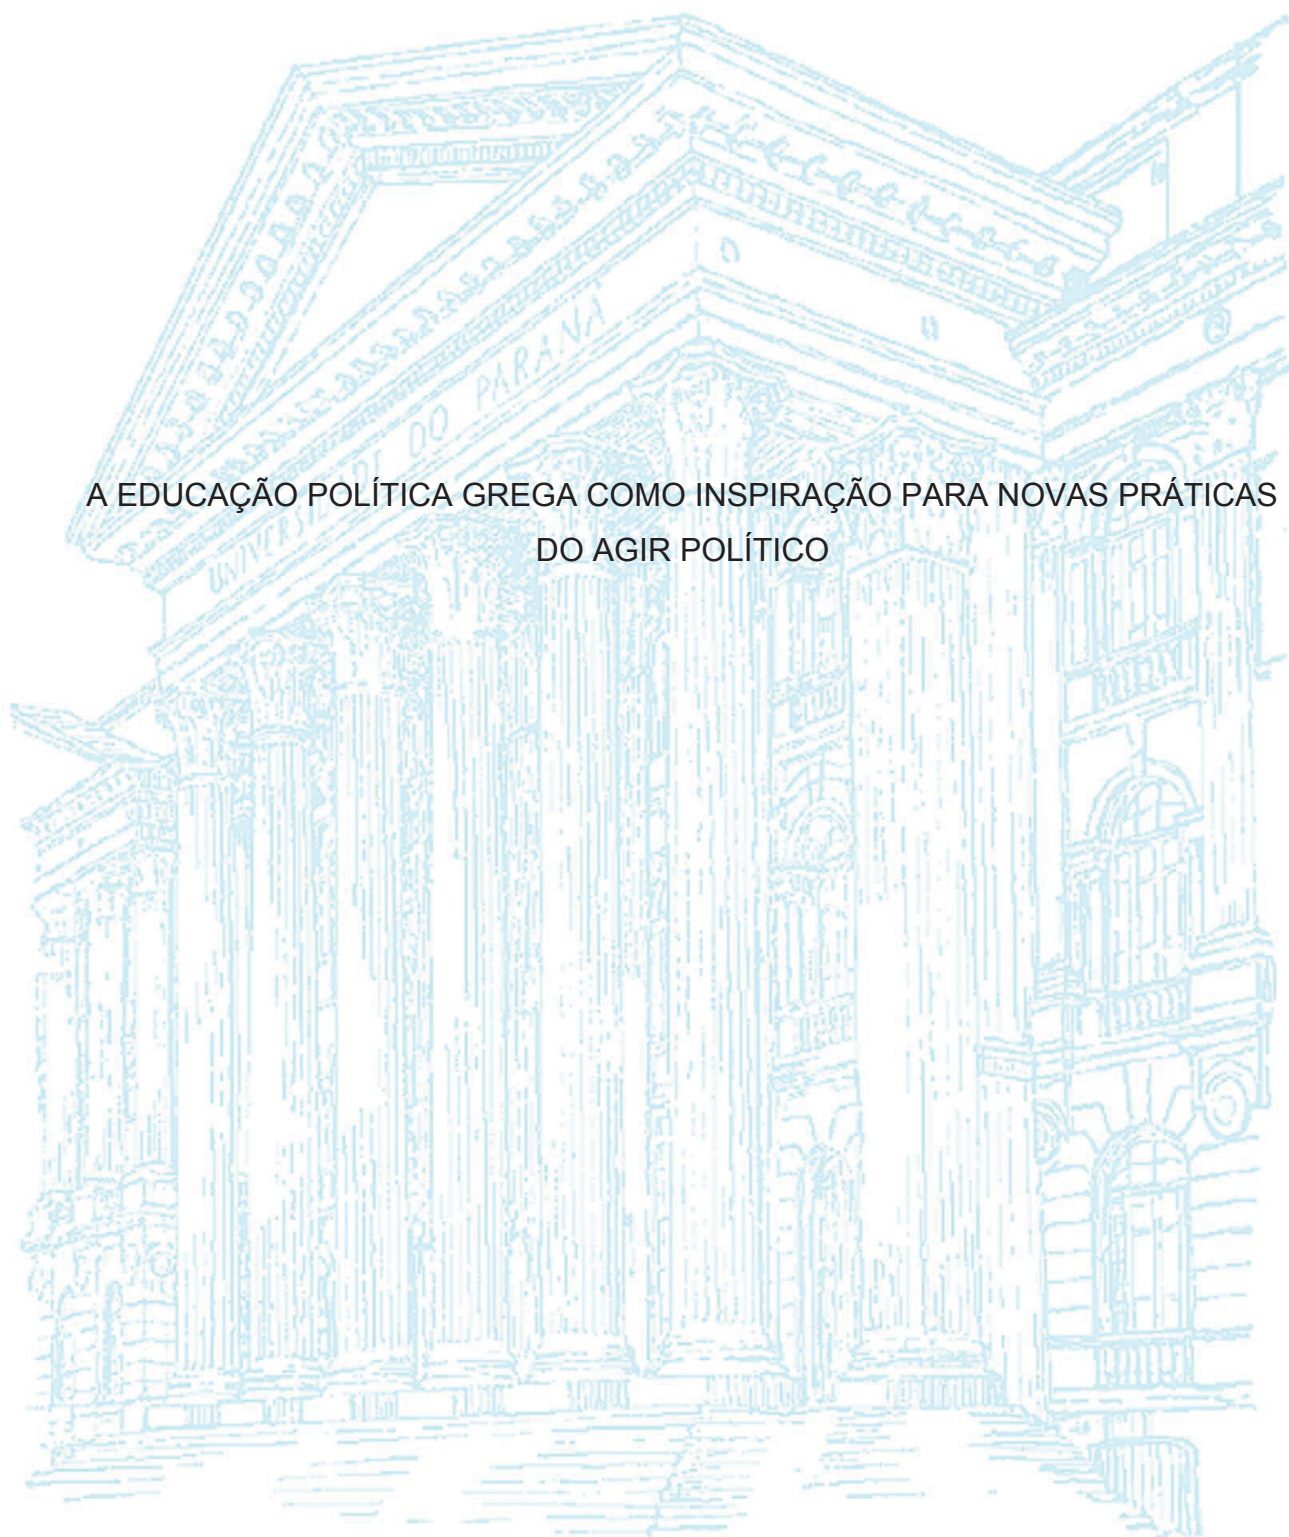 UNIVERSIDADE DO PARANÁ
A EDUCAÇÃO POLÍTICA GREGA COMO INSPIRAÇÃO PARA NOVAS PRÁTICAS
DO AGIR POLÍTICO